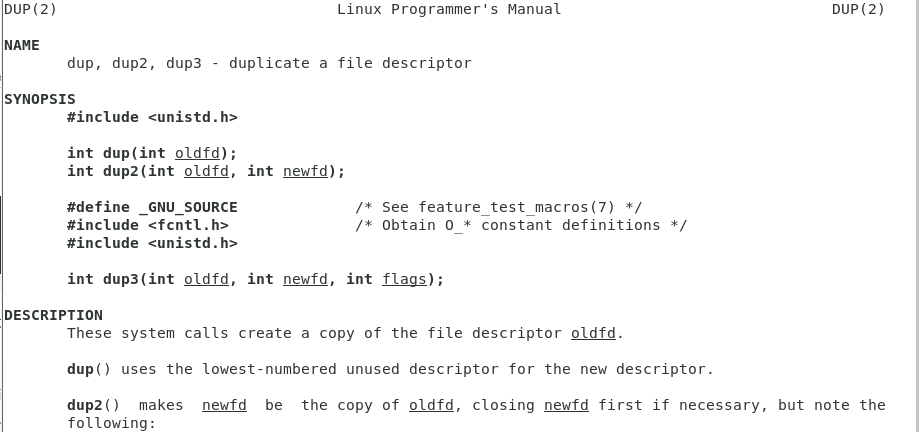 DUP(2) Linux Programmer's Manual DUP(2)
NAME
dup, dup2, dup3 - duplicate a file descriptor
SYNOPSIS
#include <unistd.h>
int dup(int oldfd);
int dup2(int oldfd, int newfd);
#define _GNU_SOURCE /* See feature_test_macros(7) */
#include <fcntl.h> /* Obtain O_* constant definitions */
#include <unistd.h>
int dup3(int oldfd, int newfd, int flags);
DESCRIPTION
These system calls create a copy of the file descriptor oldfd.
dup() uses the lowest-numbered unused descriptor for the new descriptor.
dup2() makes newfd be the copy of oldfd, closing newfd first if necessary, but note the
following: